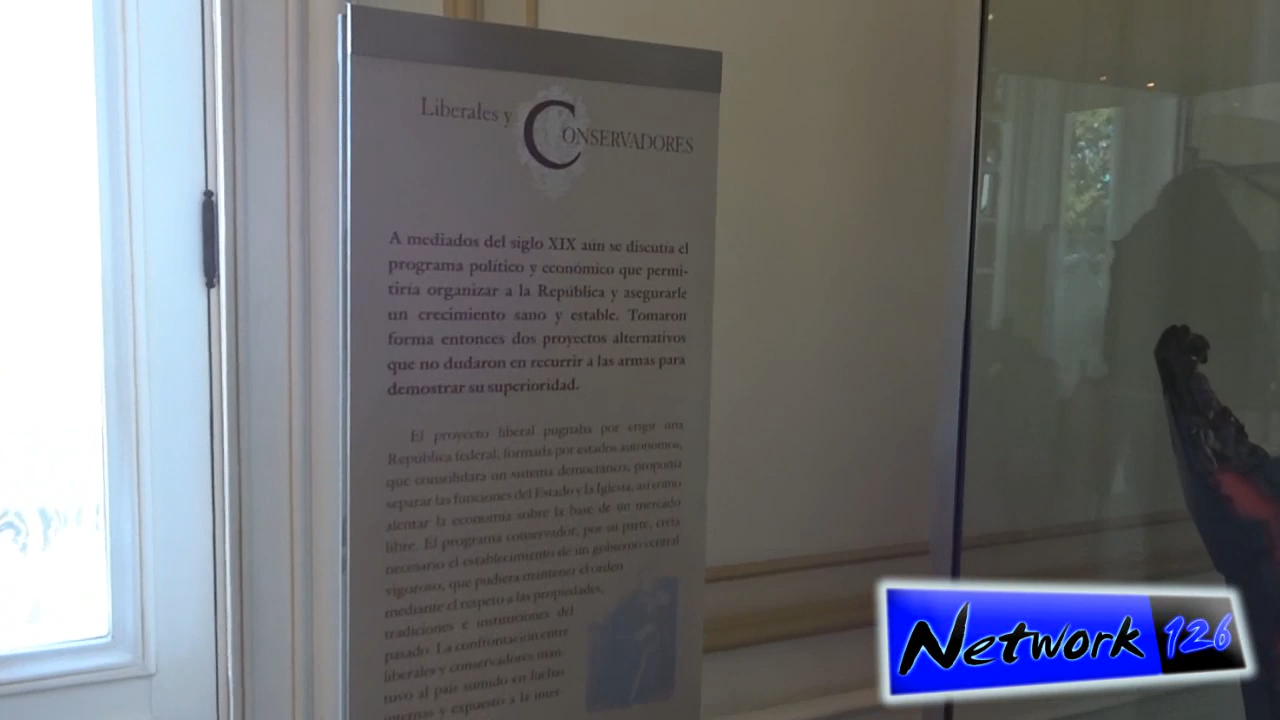 Liberales y CONSERVADORES
A mediados del siglo XIX aún se discutía el
programa político y económico que permi-
tiría organizar a la República y asegurarle
un crecimiento sano y estable. Tomaron
forma entonces dos proyectos alternativos
que no dudaron en recurrir a las armas para
demostrar su superioridad.
El proyecto liberal pugnaba por erigir una
República federal, formada por estados autónomos,
que consolidara un sistema democrático, proponía
separar las funciones del Estado y la Iglesia, así como
alentar la economía sobre la base de un mercado
libre. El programa conservador, por su parte, creía
necesario el establecimiento de un gobierno central
vigoroso, que pudiera mantener el orden
mediante el respeto a las propiedades,
tradiciones e instituciones del
pasado. La confrontación entre
liberales y conservadores man-
tuvo al país sumido en luchas
internas y expuesto a la inter-
Network 126